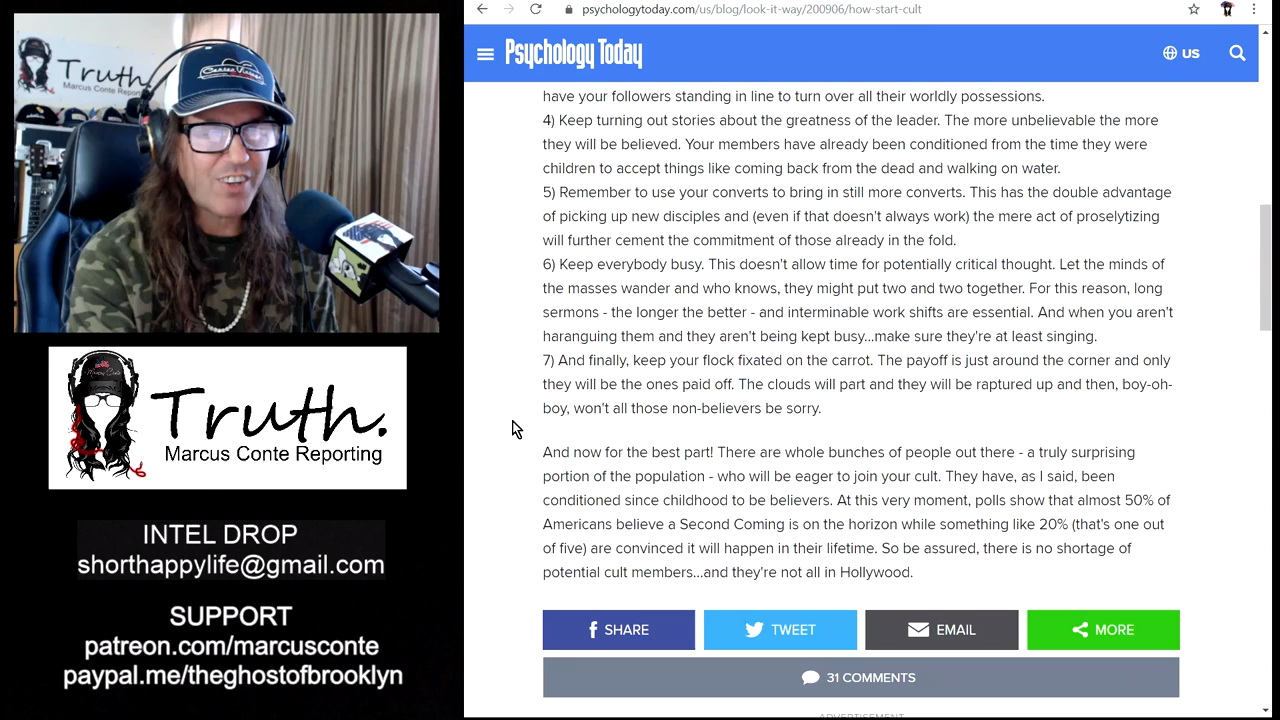 Truth.
Marcus Conte Reporting
psychologytoday.com/us/blog/look-it-way/200906/how-start-cult
Psychology Today
US
have your followers standing in line to turn over all their worldly possessions.
4) Keep turning out stories about the greatness of the leader. The more unbelievable the more
they will be believed. Your members have already been conditioned from the time they were
children to accept things like coming back from the dead and walking on water.
5) Remember to use your converts to bring in still more converts. This has the double advantage
of picking up new disciples and (even if that doesn't always work) the mere act of proselytizing
will further cement the commitment of those already in the fold.
6) Keep everybody busy. This doesn't allow time for potentially critical thought. Let the minds of
the masses wander and who knows, they might put two and two together. For this reason, long
sermons - the longer the better - and interminable work shifts are essential. And when you aren't
haranguing them and they aren't being kept busy...make sure they're at least singing.
7) And finally, keep your flock fixated on the carrot. The payoff is just around the corner and only
they will be the ones paid off. The clouds will part and they will be raptured up and then, boy-oh-
boy, won't all those non-believers be sorry.
And now for the best part! There are whole bunches of people out there - a truly surprising
portion of the population - who will be eager to join your cult. They have, as I said, been
conditioned since childhood to be believers. At this very moment, polls show that almost 50% of
Americans believe a Second Coming is on the horizon while something like 20% (that's one out
of five) are convinced it will happen in their lifetime. So be assured, there is no shortage of
potential cult members...and they're not all in Hollywood.
SHARE
TWEET
EMAIL
MORE
31 COMMENTS
ADVERTISEMENT
Truth.
Marcus Conte Reporting
INTEL DROP
shorthappylife@gmail.com
SUPPORT
patreon.com/marcusconte
paypal.me/theghostofbrooklyn